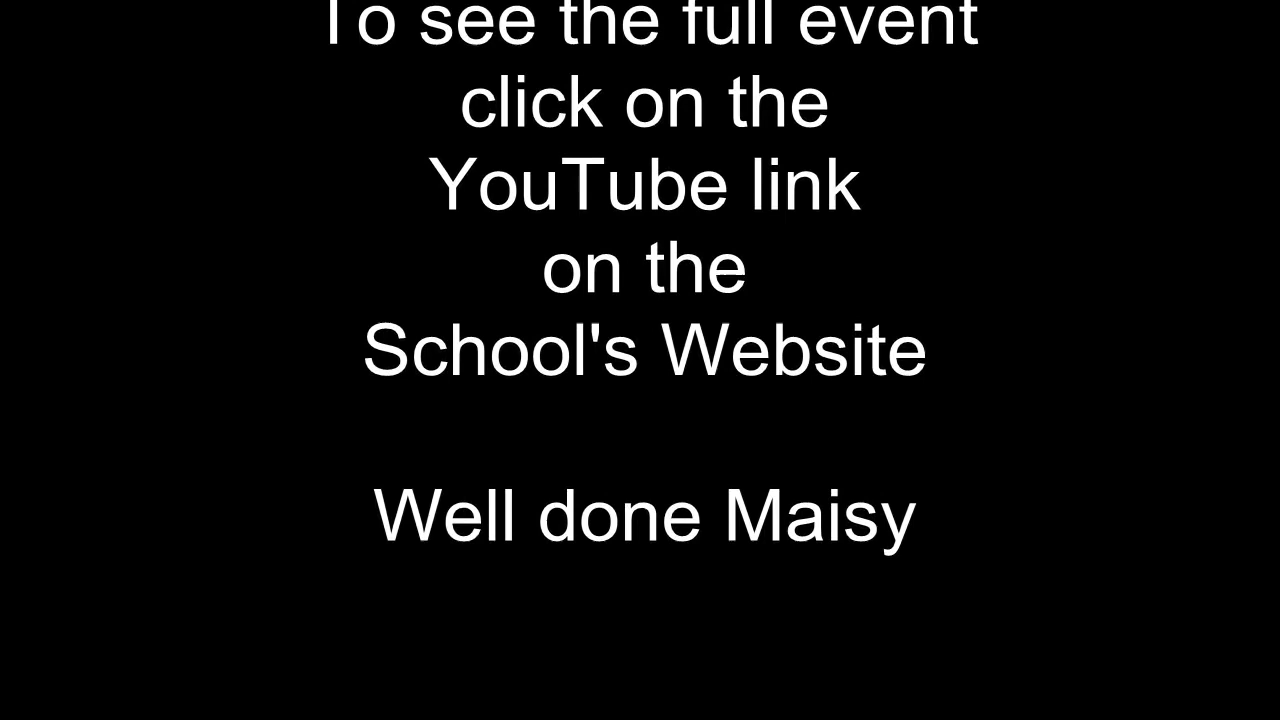 To see the full event
click on the
YouTube link
on the
School's Website
Well done Maisy